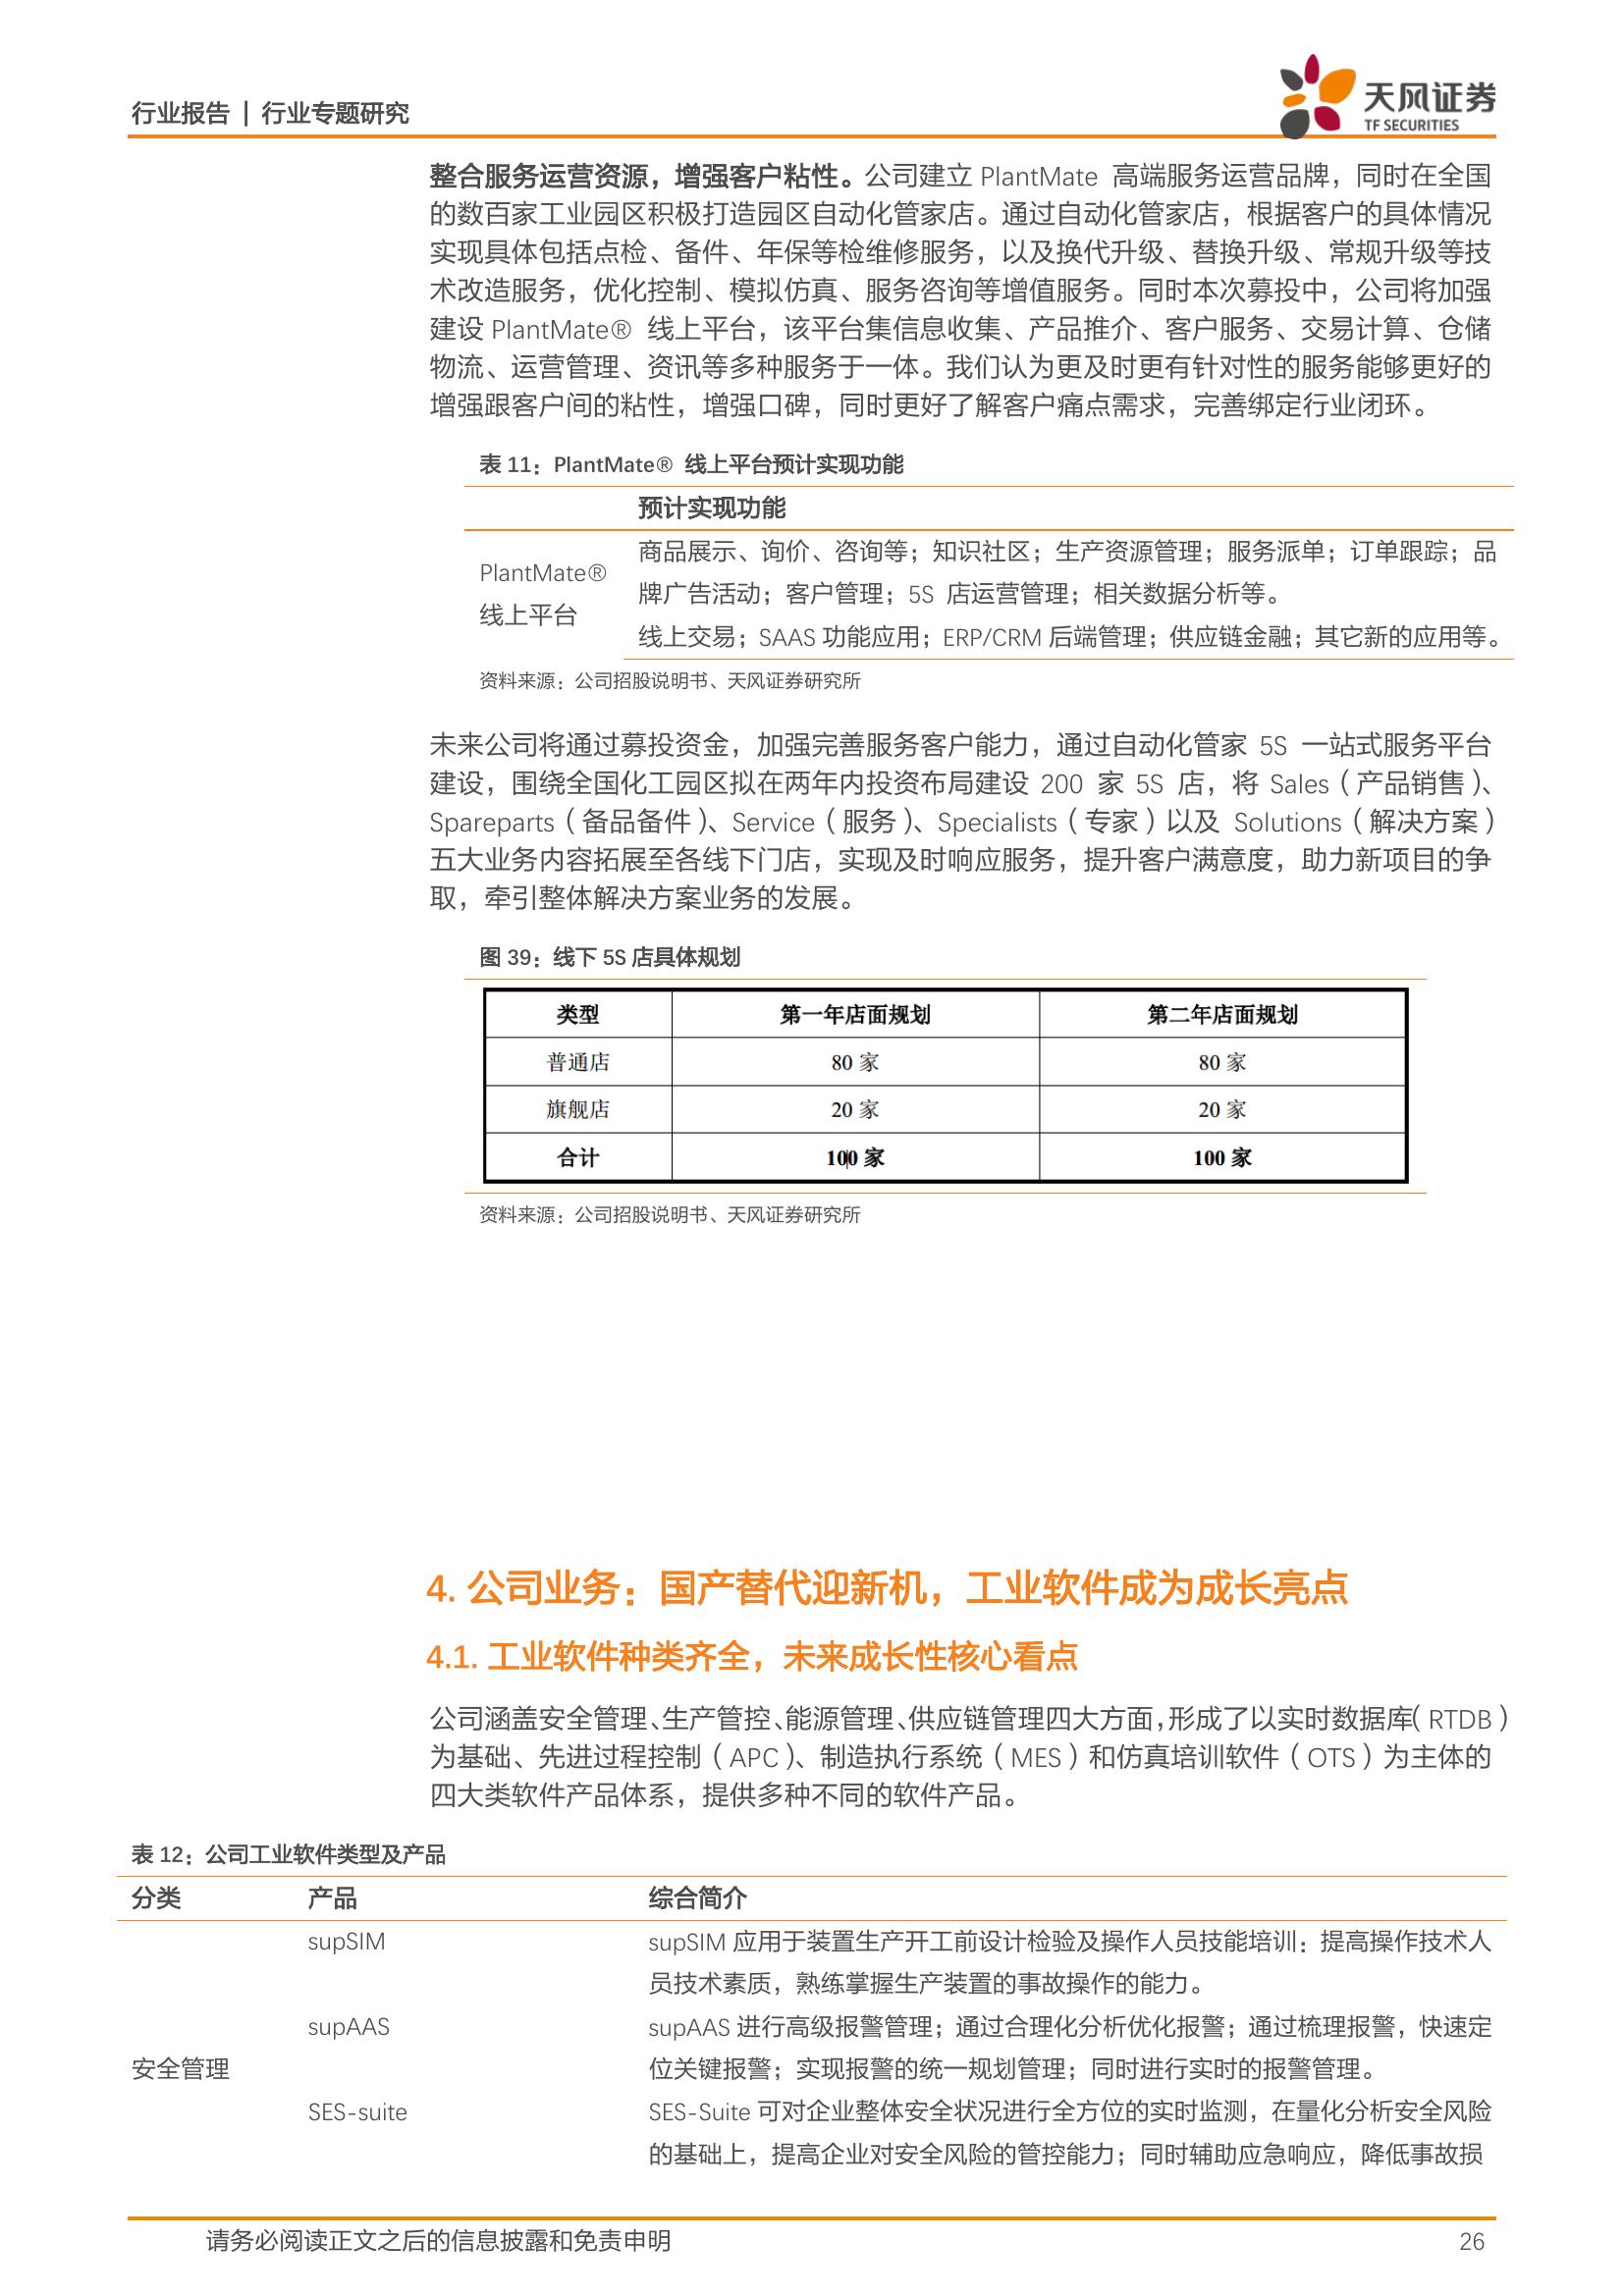 行业报告 | 行业专题研究
天风证券
TF SECURITIES
整合服务运营资源，增强客户粘性。公司建立 PlantMate 高端服务运营品牌，同时在全国
的数百家工业园区积极打造园区自动化管家店。通过自动化管家店，根据客户的具体情况
实现具体包括点检、备件、年保等检维修服务，以及换代升级、替换升级、常规升级等技
术改造服务，优化控制、模拟仿真、服务咨询等增值服务。同时本次募投中，公司将加强
建设 PlantMate® 线上平台，该平台集信息收集、产品推介、客户服务、交易计算、仓储
物流、运营管理、资讯等多种服务于一体。我们认为更及时更有针对性的服务能够更好的
增强跟客户间的粘性，增强口碑，同时更好了解客户痛点需求，完善绑定行业闭环。
表 11：PlantMate® 线上平台预计实现功能
预计实现功能
PlantMate®
线上平台
商品展示、询价、咨询等；知识社区；生产资源管理；服务派单；订单跟踪；品
牌广告活动；客户管理；5S 店运营管理；相关数据分析等。
线上交易；SAAS 功能应用；ERP/CRM 后端管理；供应链金融；其它新的应用等。
资料来源：公司招股说明书、天风证券研究所
未来公司将通过募投资金，加强完善服务客户能力，通过自动化管家 5S 一站式服务平台
建设，围绕全国化工园区拟在两年内投资布局建设 200 家 5S 店，将 Sales（产品销售）、
Spareparts（备品备件）、Service（服务）、Specialists（专家）以及 Solutions（解决方案）
五大业务内容拓展至各线下门店，实现及时响应服务，提升客户满意度，助力新项目的争
取，牵引整体解决方案业务的发展。
图 39：线下 5S 店具体规划
类型 第一年店面规划 第二年店面规划
普通店 80 家 80 家
旗舰店 20 家 20 家
合计 100 家 100 家
资料来源：公司招股说明书、天风证券研究所
4. 公司业务：国产替代迎新机，工业软件成为成长亮点
4.1. 工业软件种类齐全，未来成长性核心看点
公司涵盖安全管理、生产管控、能源管理、供应链管理四大方面，形成了以实时数据库（RTDB）
为基础、先进过程控制（APC）、制造执行系统（MES）和仿真培训软件（OTS）为主体的
四大类软件产品体系，提供多种不同的软件产品。
表 12：公司工业软件类型及产品
分类 产品 综合简介
supSIM supSIM 应用于装置生产开工前设计检验及操作人员技能培训；提高操作技术人
员技术素质，熟练掌握生产装置的事故操作的能力。
supAAS supAAS 进行高级报警管理；通过合理化分析优化报警；通过梳理报警，快速定
安全管理 位关键报警；实现报警的统一规划管理；同时进行实时的报警管理。
SES-suite SES-Suite 可对企业整体安全状况进行全方位的实时监测，在量化分析安全风险
的基础上，提高企业对安全风险的管控能力；同时辅助应急响应，降低事故损
请务必阅读正文之后的信息披露和免责申明 26